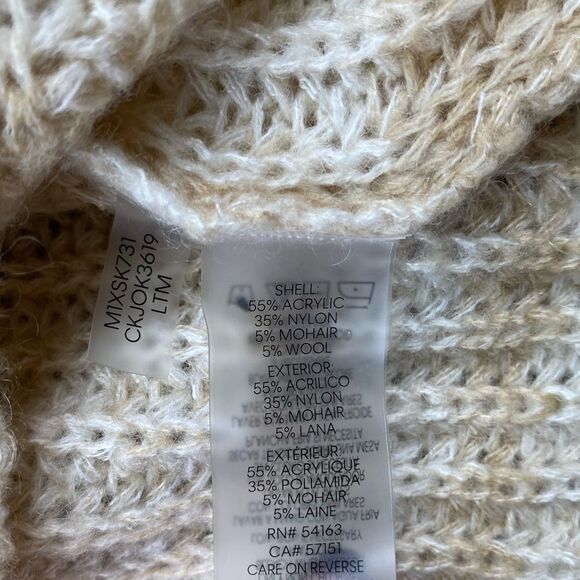 M1XSK731
CKJOK3619
LTM
SHELL:
55% ACRYLIC
35% NYLON
5% MOHAIR
5% WOOL
EXTERIOR:
55% ACRILICO
35% NYLON
5% MOHAIR
5% LANA
EXTÉRIEUR:
55% ACRYLIQUE
35% POLIAMIDA
5% MOHAIR
5% LAINE
RN# 54163
CA# 57151
CARE ON REVERSE